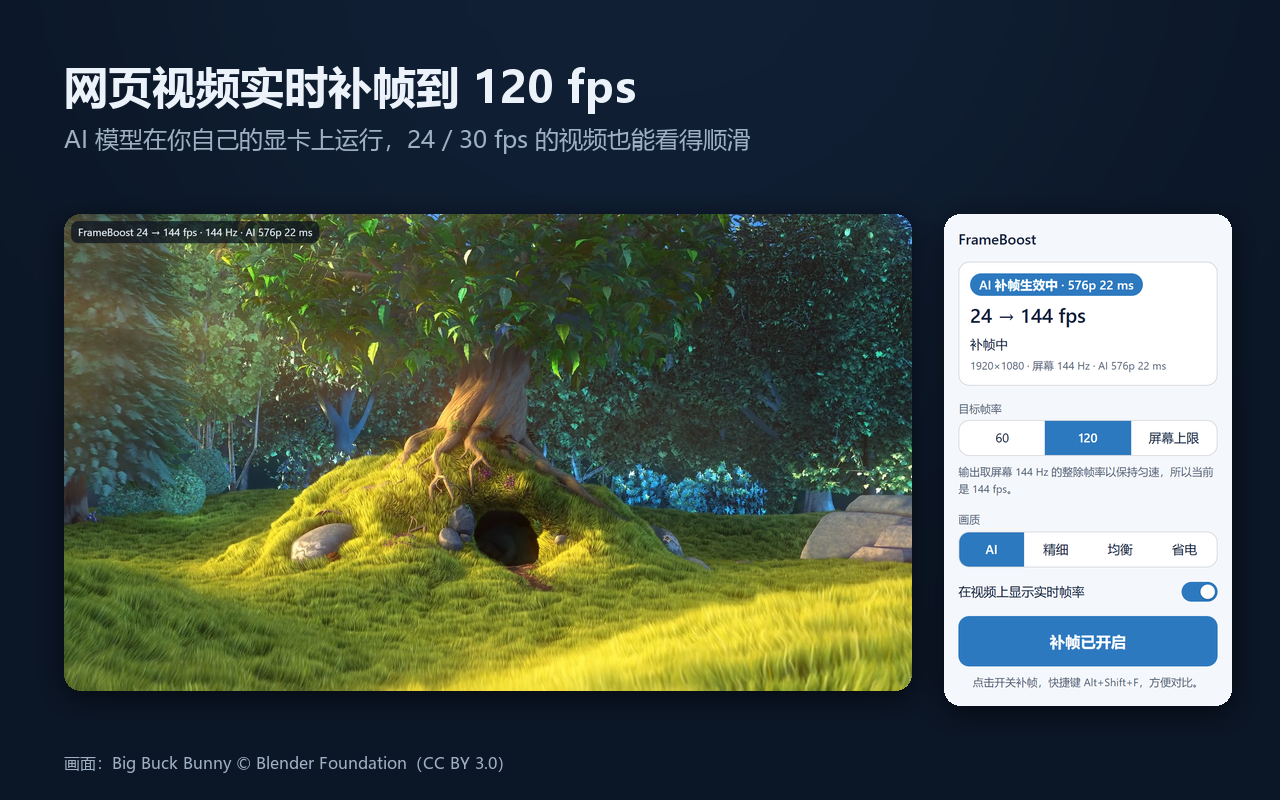 网页视频实时补帧到 120 fps
AI 模型在你自己的显卡上运行，24 / 30 fps 的视频也能看得顺滑
FrameBoost 24 → 144 fps · 144 Hz · AI 576p 22 ms
FrameBoost
AI 补帧生效中 · 576p 22 ms
24 → 144 fps
补帧中
1920×1080 · 屏幕 144 Hz · AI 576p 22 ms
目标帧率
60 120 屏幕上限
输出取屏幕 144 Hz 的整除帧率以保持匀速，所以当前
是 144 fps。
画质
AI 精细 均衡 省电
在视频上显示实时帧率
补帧已开启
点击开关补帧，快捷键 Alt+Shift+F，方便对比。
画面：Big Buck Bunny © Blender Foundation（CC BY 3.0）